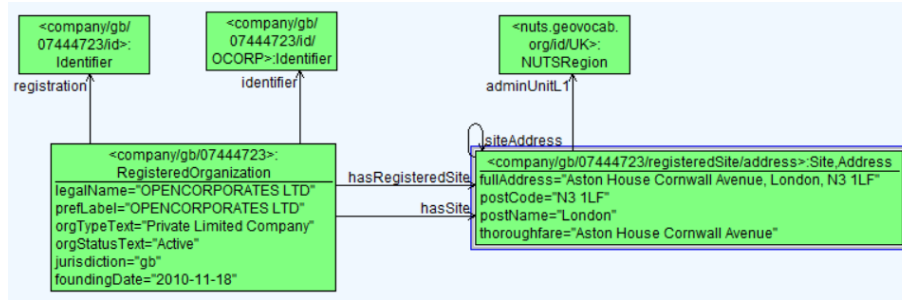 <company/gb/
07444723/id>:
Identifier
<company/gb/
07444723/id/
OCORP>:Identifier
<nuts.geovocab.
org/id/UK>:
NUTSRegion
registration
identifier
adminUnitL1
siteAddress
<company/gb/07444723>:
RegisteredOrganization
legalName="OPENCORPORATES LTD"
prefLabel="OPENCORPORATES LTD"
orgTypeText="Private Limited Company"
orgStatusText="Active"
jurisdiction="gb"
foundingDate="2010-11-18"
hasRegisteredSite
hasSite
<company/gb/07444723/registeredSite/address>:Site,Address
fullAddress="Aston House Cornwall Avenue, London, N3 1LF"
postCode="N3 1LF"
postName="London"
thoroughfare="Aston House Cornwall Avenue"